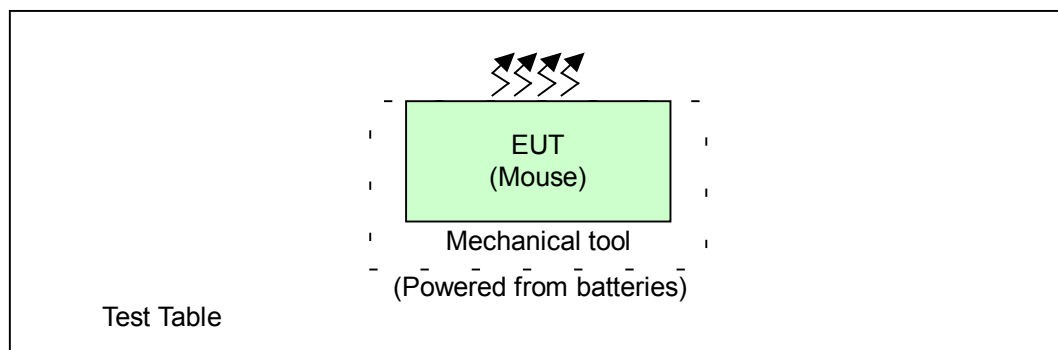 EUT
(Mouse)
Mechanical tool
(Powered from batteries)
Test Table